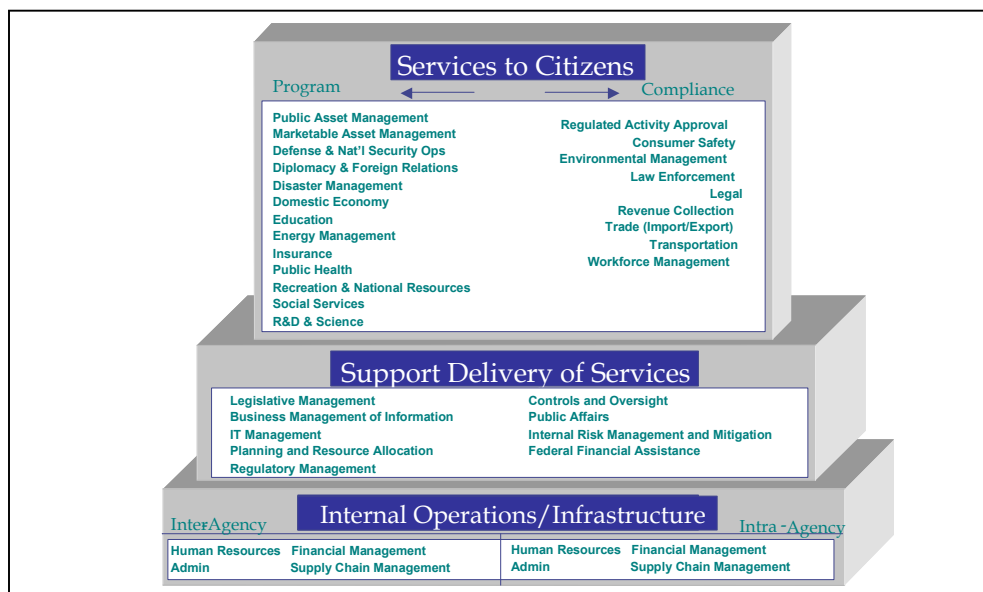 Services to Citizens
Program
Compliance
Public Asset Management
Marketable Asset Management
Defense & Nat'l Security Ops
Diplomacy & Foreign Relations
Disaster Management
Domestic Economy
Education
Energy Management
Insurance
Public Health
Recreation & National Resources
Social Services
R&D & Science
Regulated Activity Approval
Consumer Safety
Environmental Management
Law Enforcement
Legal
Revenue Collection
Trade (Import/Export)
Transportation
Workforce Management
Support Delivery of Services
Legislative Management
Business Management of Information
IT Management
Planning and Resource Allocation
Regulatory Management
Controls and Oversight
Public Affairs
Internal Risk Management and Mitigation
Federal Financial Assistance
Internal Operations/Infrastructure
Inter-Agency
Intra -Agency
Human Resources Financial Management
Admin Supply Chain Management
Human Resources Financial Management
Admin Supply Chain Management